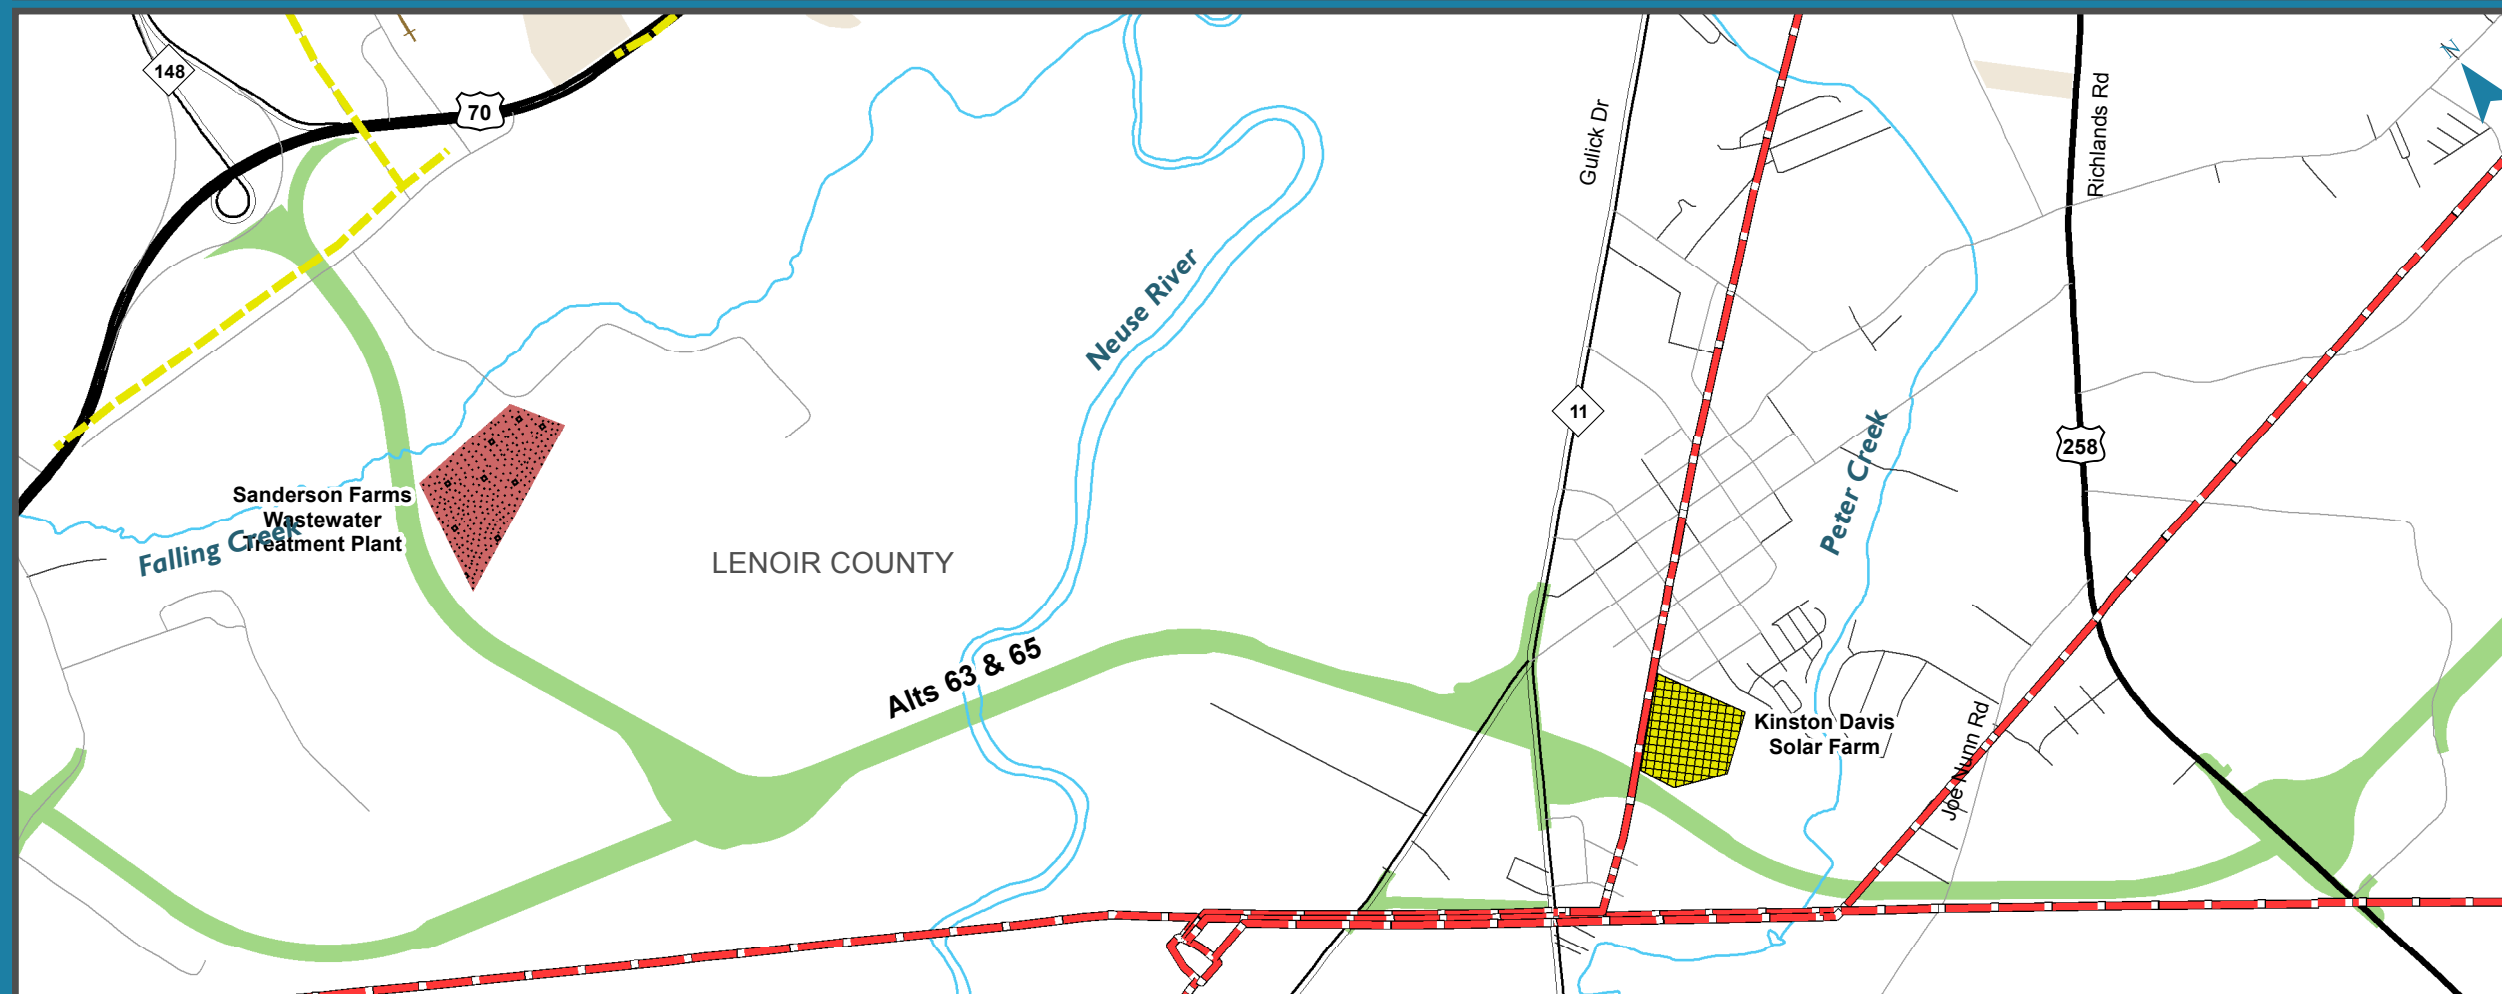 148
70
N
Gulick Dr
Richlands Rd
Neuse River
11
258
Peter Creek
Sanderson Farms
Wastewater
Treatment Plant
Falling Creek
LENOIR COUNTY
Alts 63 & 65
Kinston Davis
Solar Farm
Joe Nunn Rd